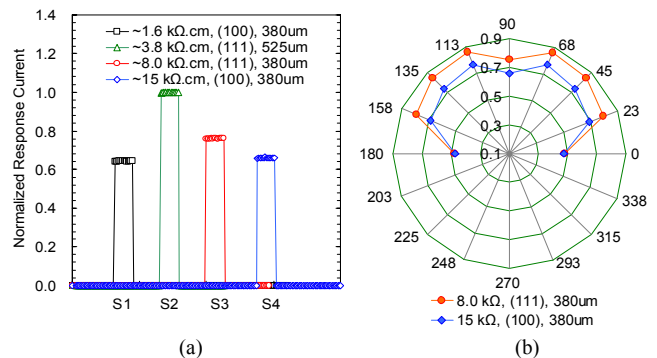 Normalized Response Current
1.4
1.2
1.0
0.8
0.6
0.4
0.2
0.0
~1.6 kΩ.cm, (100), 380um
~3.8 kΩ.cm, (111), 525um
~8.0 kΩ.cm, (111), 380um
~15 kΩ.cm, (100), 380um
S1 S2 S3 S4
(a)
90
113 0.9 68
135 0.7 45
158 0.5 23
0.3
180 0.1 0
203 338
225 315
248 293
270
8.0 kΩ, (111), 380um
15 kΩ, (100), 380um
(b)